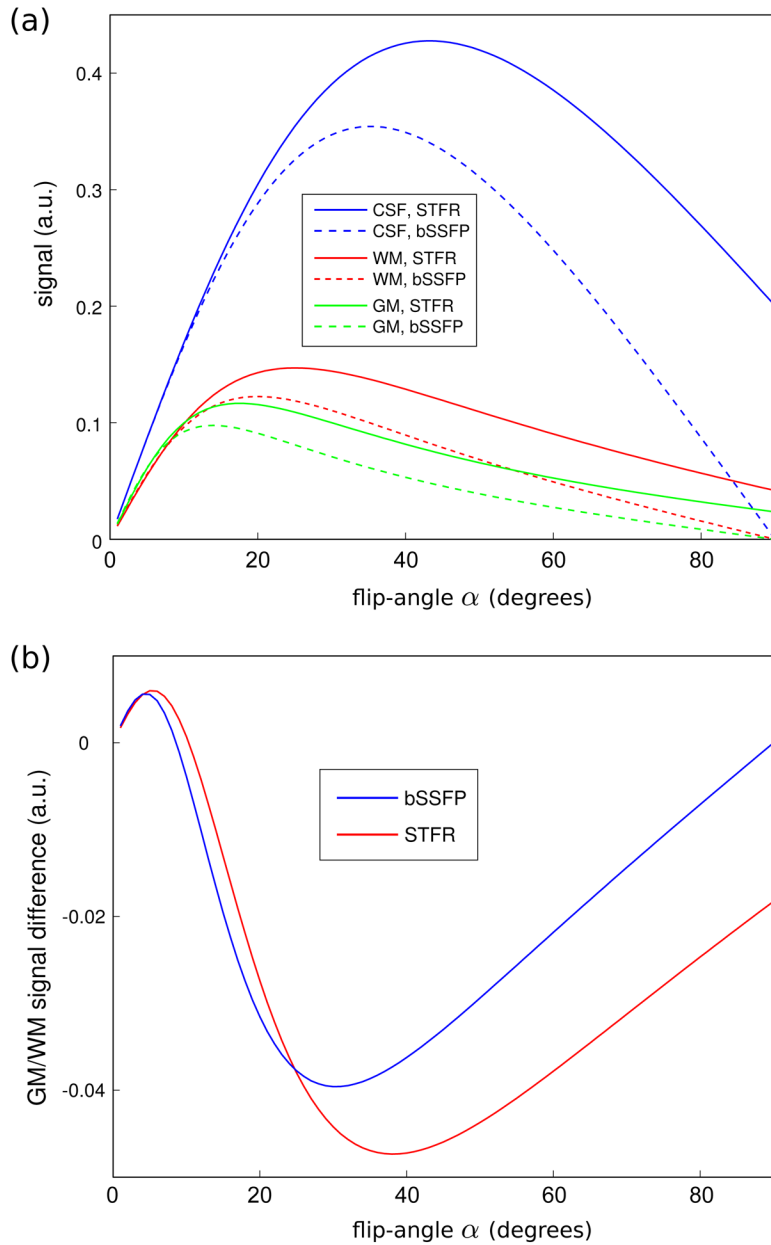 (a)
signal (a.u.)
0.4
0.3
0.2
0.1
0
CSF, STFR
CSF, bSSFP
WM, STFR
WM, bSSFP
GM, STFR
GM, bSSFP
0 20 40 60 80
flip-angle α (degrees)
(b)
GM/WM signal difference (a.u.)
0
-0.02
-0.04
bSSFP
STFR
0 20 40 60 80
flip-angle α (degrees)